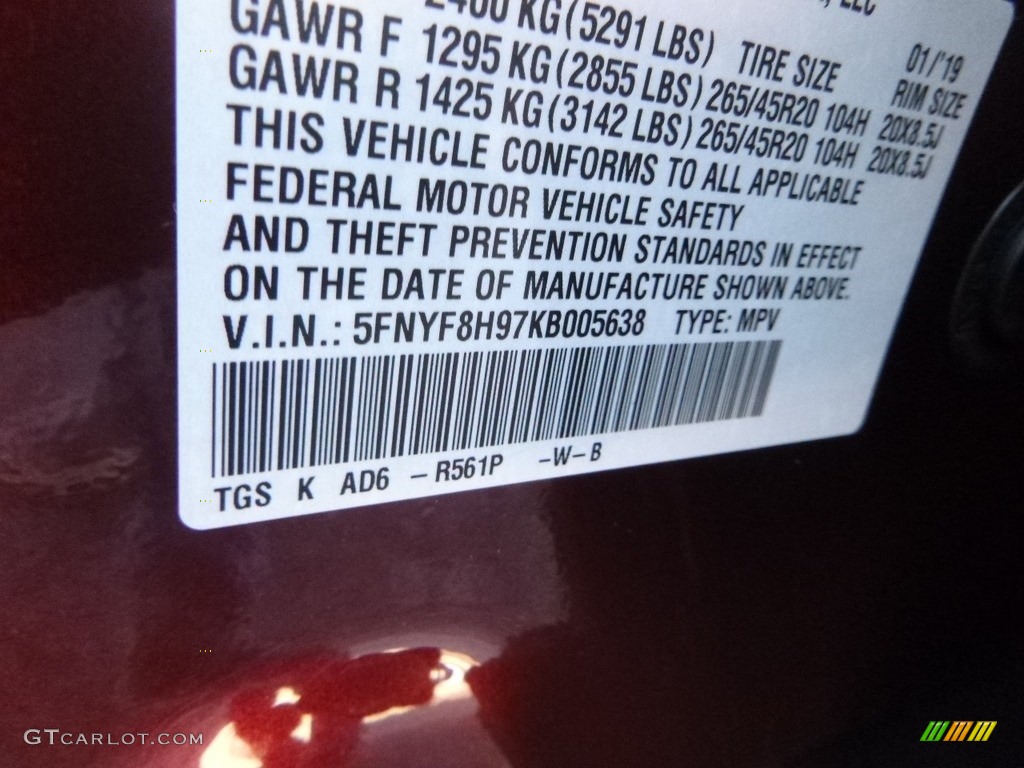 KG (5291 LBS) LLC
GAWR F 1295 KG (2855 LBS) TIRE SIZE 01/'19
GAWR R 1425 KG (3142 LBS) 265/45R20 104H RIM SIZE 20X8.5J
265/45R20 104H 20X8.5J
THIS VEHICLE CONFORMS TO ALL APPLICABLE
FEDERAL MOTOR VEHICLE SAFETY
AND THEFT PREVENTION STANDARDS IN EFFECT
ON THE DATE OF MANUFACTURE SHOWN ABOVE.
V.I.N.: 5FNYF8H97KB005638 TYPE: MPV
TGS K AD6 -R561P -W-B
GTCARLOT.COM